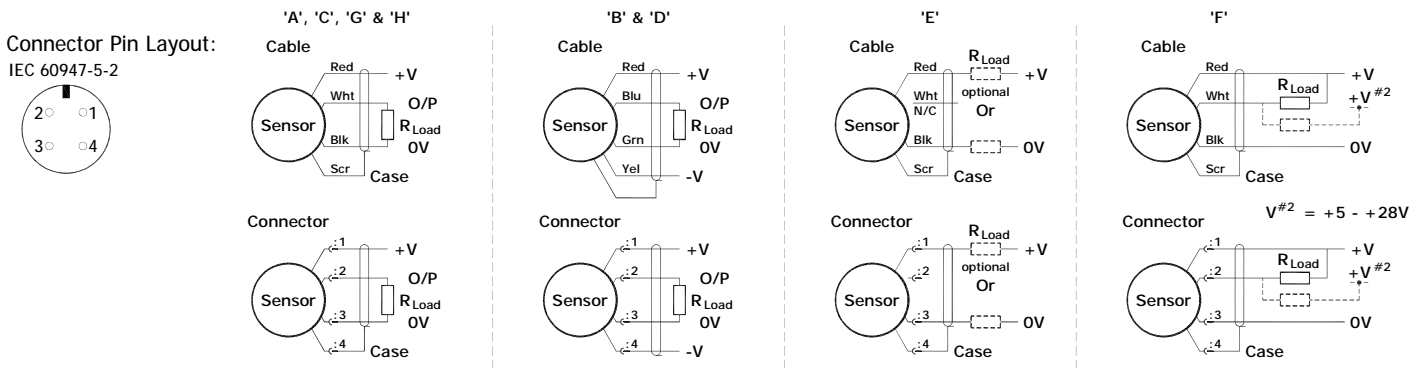 'A', 'C', 'G' & 'H'
'B' & 'D'
'E'
'F'
Connector Pin Layout:
IEC 60947-5-2
2 1
3 4
Cable
Red +V
Wht O/P
Sensor RLoad
Blk 0V
Scr Case
Cable
Red +V
Blu O/P
Sensor RLoad
Grn 0V
Yel -V
Cable
RLoad
Red +V
Wht optional
N/C Or
Sensor
Blk 0V
Scr Case
Cable
Red +V
RLoad
Wht +V#2
Sensor
Blk 0V
Scr Case
V#2 = +5 - +28V
Connector
:1 +V
:2 O/P
Sensor RLoad
:3 0V
:4 Case
Connector
:1 +V
:2 O/P
Sensor RLoad
:3 0V
:4 -V
Connector
RLoad
:1 +V
optional
:2 Or
Sensor
:3 0V
:4 Case
Connector
:1 +V
RLoad
:2 +V#2
Sensor
:3 0V
:4 Case